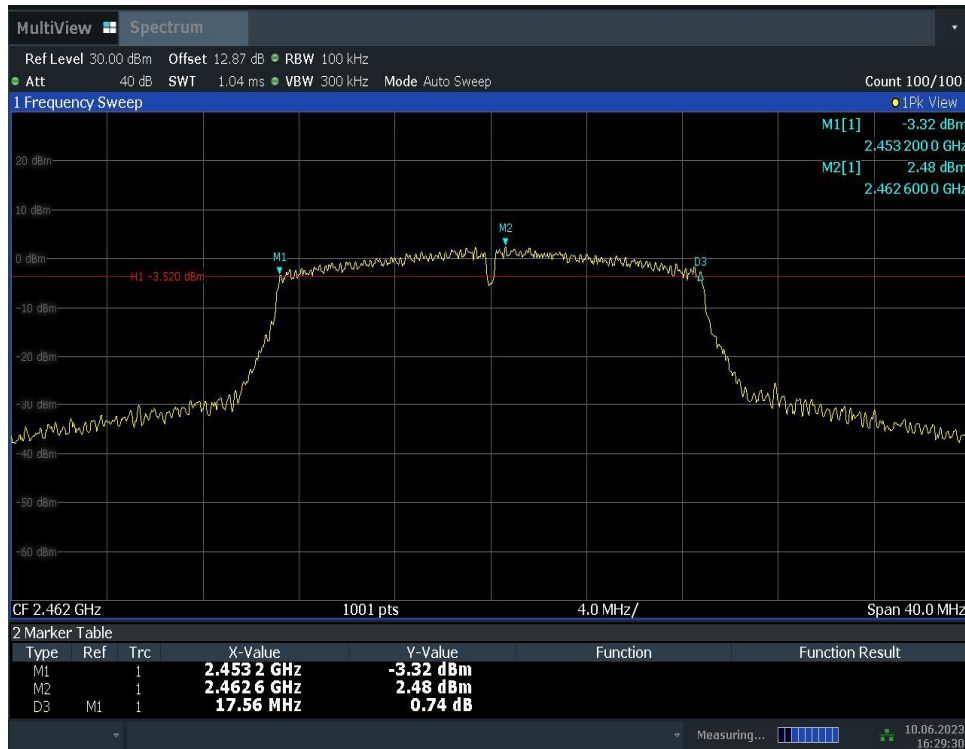 MultiView Spectrum
Ref Level 30.00 dBm Offset 12.87 dB RBW 100 kHz
Att 40 dB SWT 1.04 ms VBW 300 kHz Mode Auto Sweep Count 100/100
1 Frequency Sweep 1Pk View
M1[1] -3.32 dBm
2.453 2000 GHz
M2[1] 2.48 dBm
2.462 6000 GHz
20 dBm
10 dBm
M2
0 dBm
M1
D3
H1 -3.520 dBm
-10 dBm
-20 dBm
-30 dBm
-40 dBm
-50 dBm
-60 dBm
CF 2.462 GHz 1001 pts 4.0 MHz/ Span 40.0 MHz
2 Marker Table
Type Ref Trc X-Value Y-Value Function Function Result
M1 1 2.453 2 GHz -3.32 dBm
M2 1 2.462 6 GHz 2.48 dBm
D3 M1 1 17.56 MHz 0.74 dB
Measuring... 10.06.2023
16:29:30